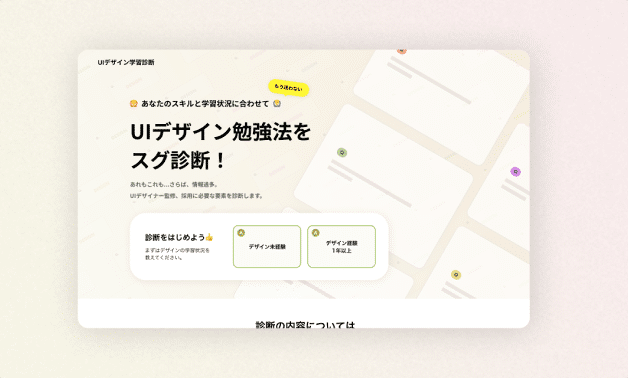 UIデザイン学習診断
もう迷わない
あなたのスキルと学習状況に合わせて
UIデザイン勉強法を
スグ診断！
あれもこれも...さらば、情報過多。
UIデザイナー監修、採用に必要な要素を診断します。
診断をはじめよう👍
まずはデザインの学習状況を
教えてください。
A
デザイン未経験
A
デザイン経験
1年以上
Q
Q
Q
Q
診断の内容については